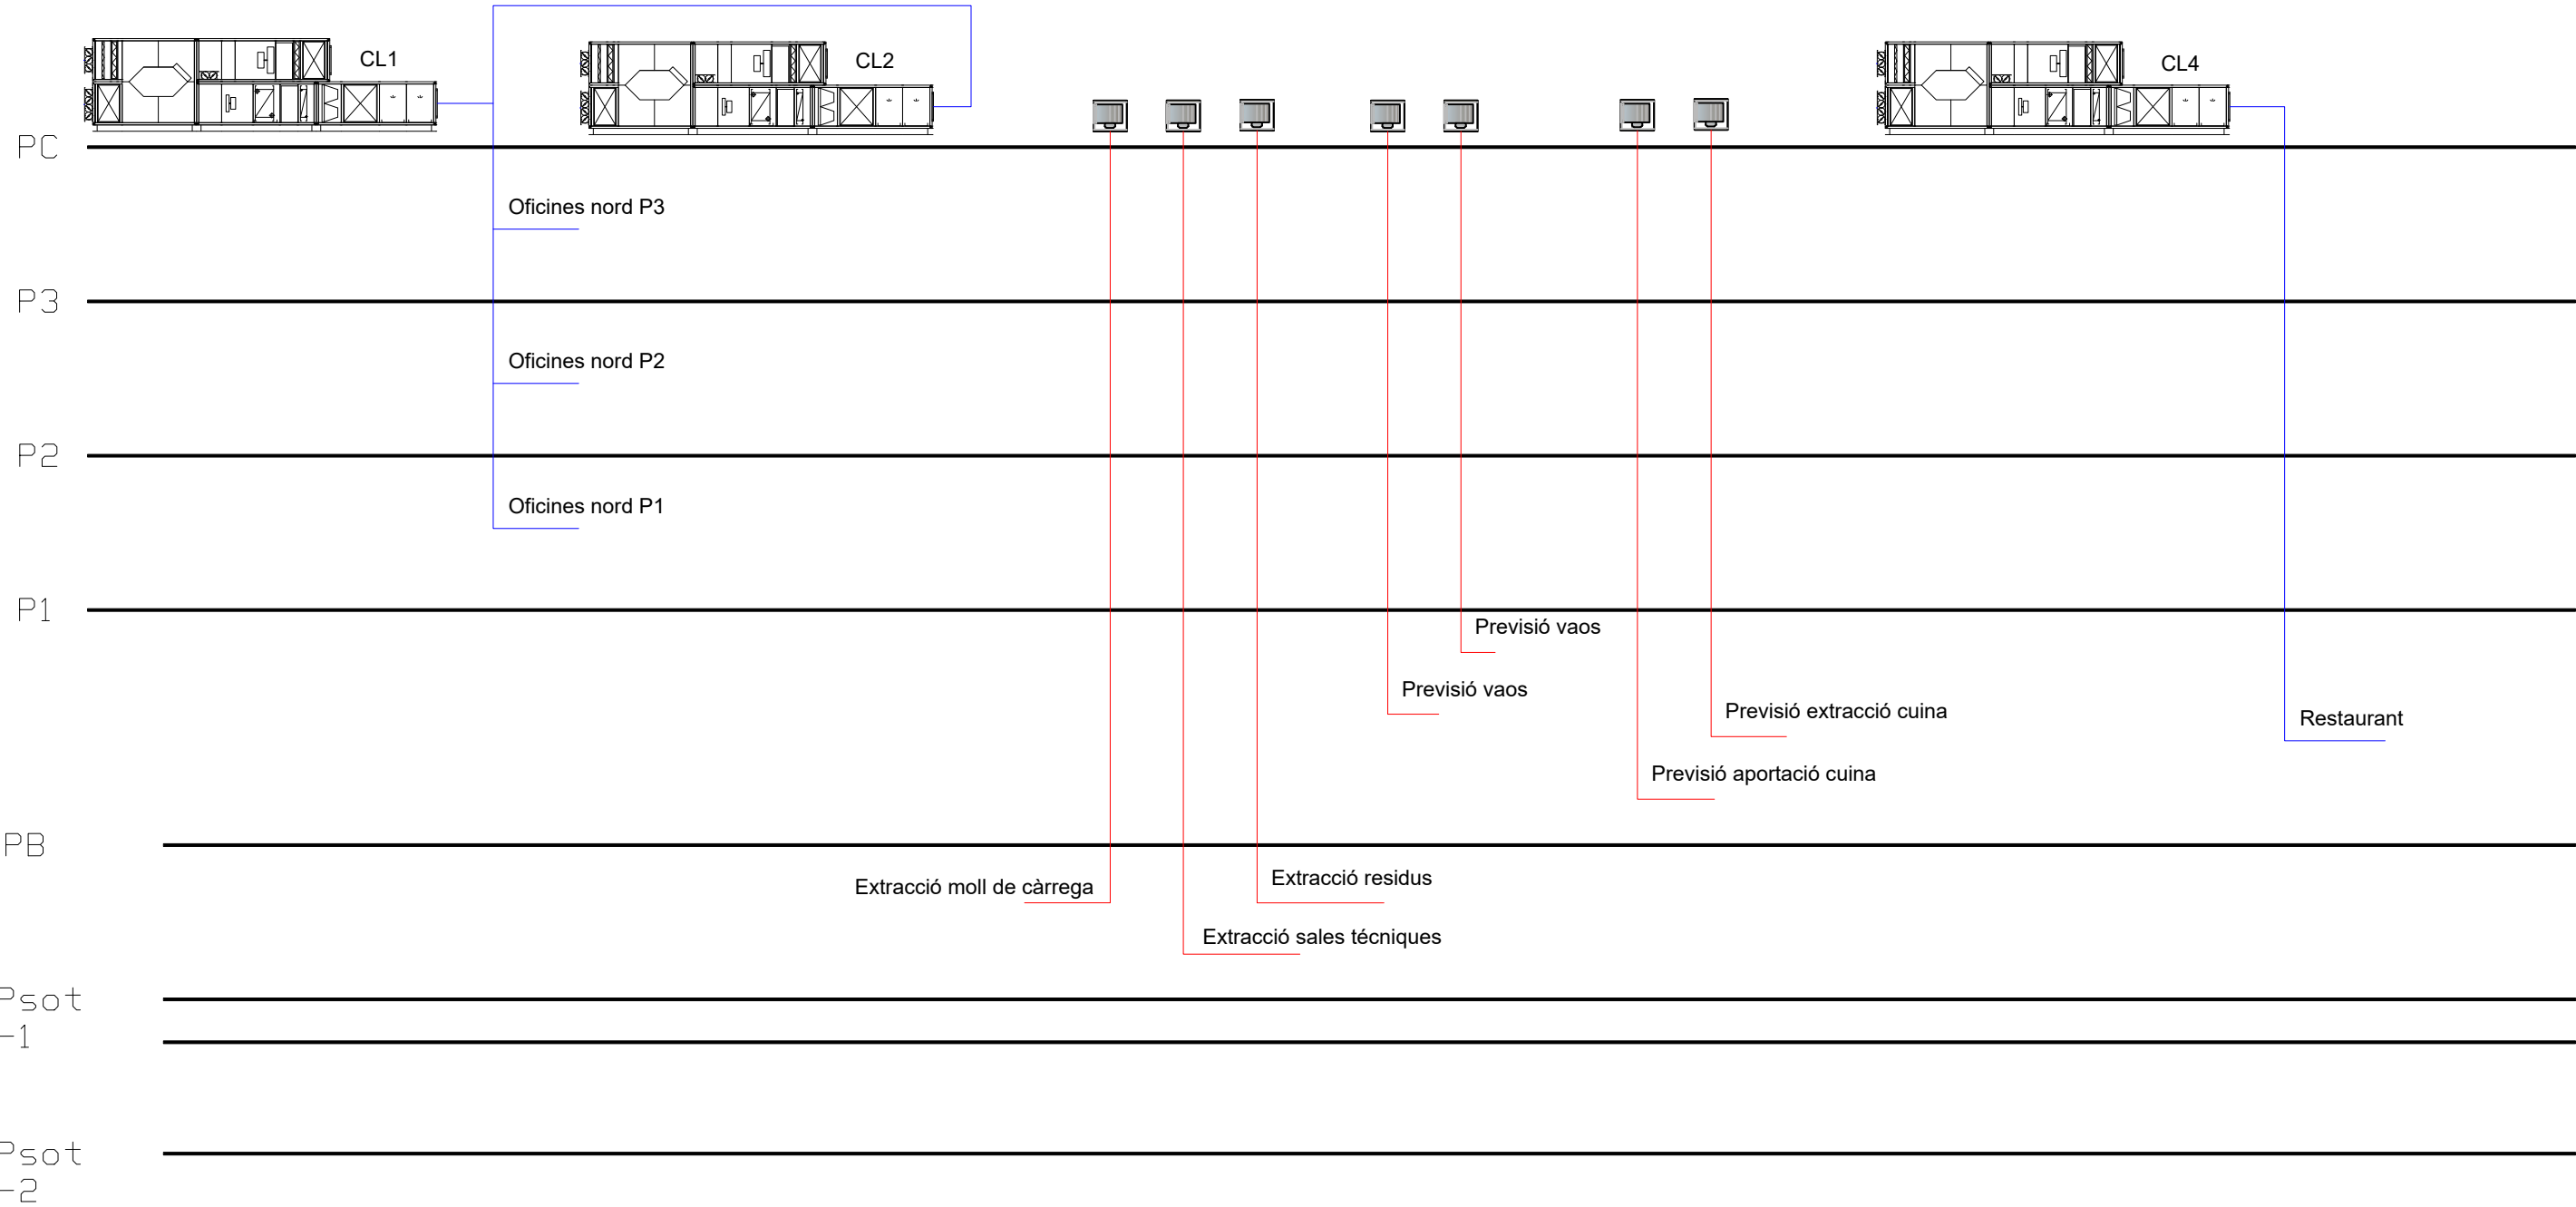 CL1
CL2
CL4
PC
Oficines nord P3
P3
Oficines nord P2
P2
Oficines nord P1
P1
Previsió vaos
Previsió vaos
Previsió extracció cuina
Restaurant
Previsió aportació cuina
PB
Extracció moll de càrrega
Extracció residus
Extracció sales técniques
Psot
-1
Psot
-2